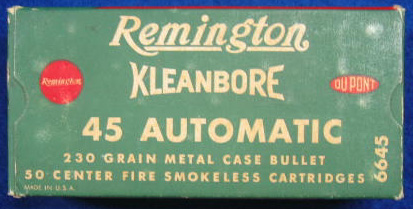 Remington
KLEANBORE
Remington
DU PONT
45 AUTOMATIC
230 GRAIN METAL CASE BULLET
50 CENTER FIRE SMOKELESS CARTRIDGES
MADE IN U.S.A.
6645